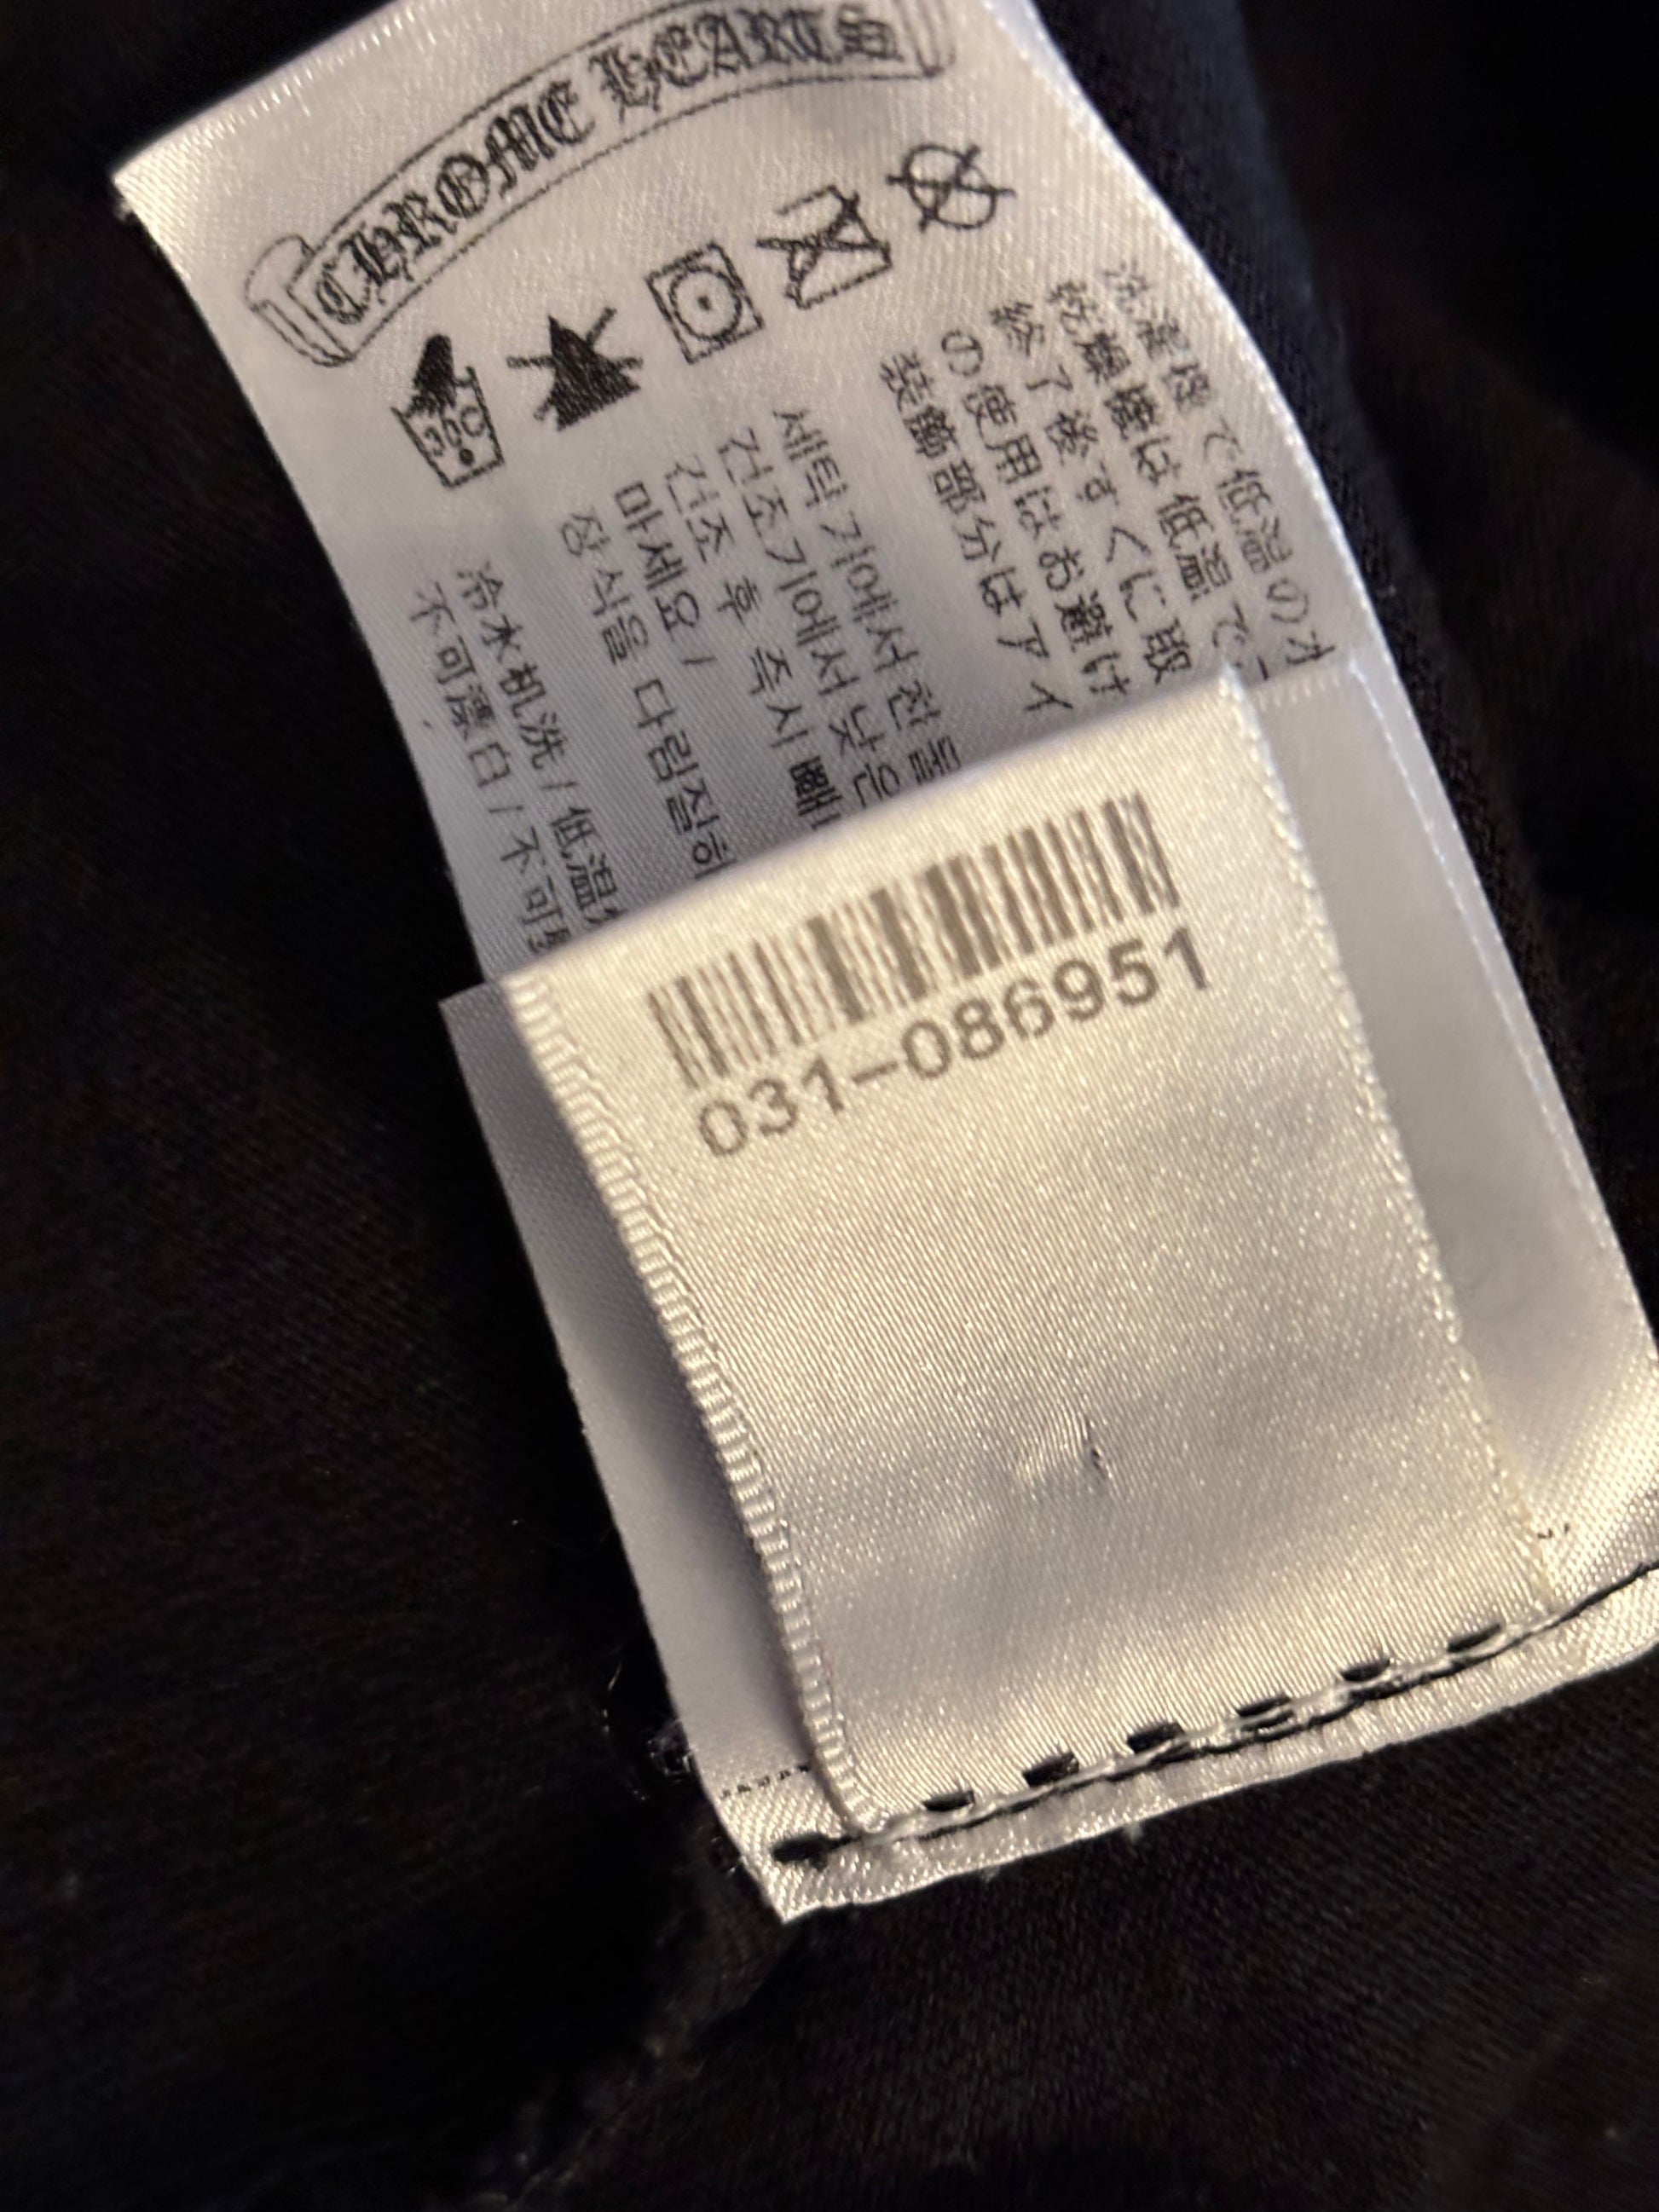 CHROME HEARTS
30
洗濯機で低温の水
乾燥機は低温で
終了後すぐに取
の使用はお避け
装飾部分はアイ
세탁기에서 찬 물
건조기에서 낮은
건조 후 즉시 빼
마세요 /
장식을 다림질하
冷水机洗 / 低温
不可漂白 / 不可
031-086951